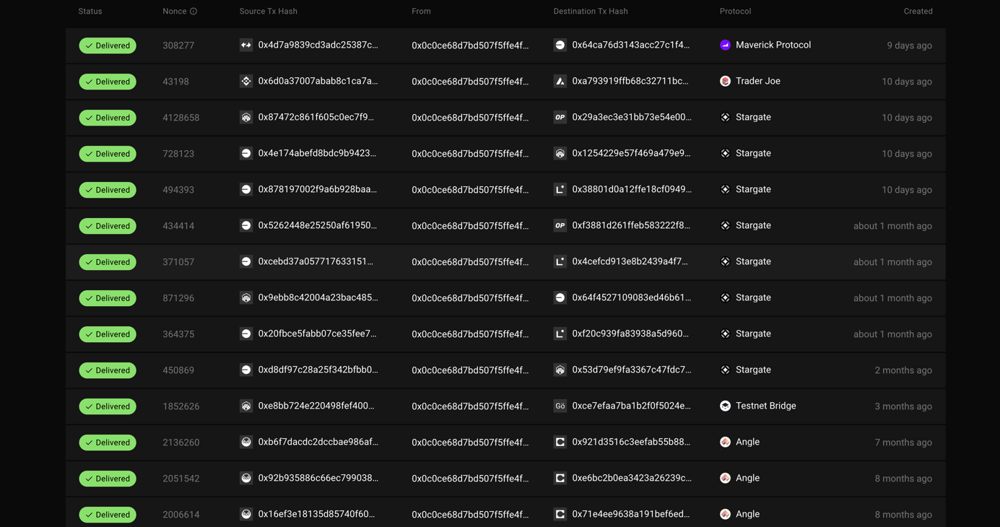 Status Nonce Source Tx Hash From Destination Tx Hash Protocol Created
Delivered 308277 0x4d7a9839cd3adc25387c... 0x0c0ce68d7bd507f5ffe4f... 0x64ca76d3143acc27c1f4... Maverick Protocol 9 days ago
Delivered 43198 0x6d0a37007abab8c1ca7a... 0x0c0ce68d7bd507f5ffe4f... 0xa793919ffb68c32711bc... Trader Joe 10 days ago
Delivered 4128658 0x87472c861f605c0ec7f9... 0x0c0ce68d7bd507f5ffe4f... OP 0x29a3ec3e31bb73e54e00... Stargate 10 days ago
Delivered 728123 0x4e174abefd8bdc9b9423... 0x0c0ce68d7bd507f5ffe4f... 0x1254229e57f469a479e9... Stargate 10 days ago
Delivered 494393 0x878197002f9a6b928baa... 0x0c0ce68d7bd507f5ffe4f... 0x38801d0a12ffe18cf0949... Stargate 10 days ago
Delivered 434414 0x5262448e25250af61950... 0x0c0ce68d7bd507f5ffe4f... OP 0xf3881d261ffeb583222f8... Stargate about 1 month ago
Delivered 371057 0xcebd37a057717633151... 0x0c0ce68d7bd507f5ffe4f... 0x4cefcd913e8b2439a4f7... Stargate about 1 month ago
Delivered 871296 0x9ebb8c42004a23bac485... 0x0c0ce68d7bd507f5ffe4f... 0x64f4527109083ed46b61... Stargate about 1 month ago
Delivered 364375 0x20fbce5fabb07ce35fee7... 0x0c0ce68d7bd507f5ffe4f... 0xf20c939fa83938a5d960... Stargate about 1 month ago
Delivered 450869 0xd8df97c28a25f342bfbb0... 0x0c0ce68d7bd507f5ffe4f... 0x53d79ef9fa3367c47fdc7... Stargate 2 months ago
Delivered 1852626 0xe8bb724e220498fef400... 0x0c0ce68d7bd507f5ffe4f... Gö 0xce7efaa7ba1b2f0f5024e... Testnet Bridge 3 months ago
Delivered 2136260 0xb6f7dacdc2dccbae986af... 0x0c0ce68d7bd507f5ffe4f... 0x921d3516c3eefab55b88... Angle 7 months ago
Delivered 2051542 0x92b935886c66ec799038... 0x0c0ce68d7bd507f5ffe4f... 0xe6bc2b0ea3423a26239c... Angle 8 months ago
Delivered 2006614 0x16ef3e18135d85740f60... 0x0c0ce68d7bd507f5ffe4f... 0x71e4ee9638a191bef6ed... Angle 8 months ago